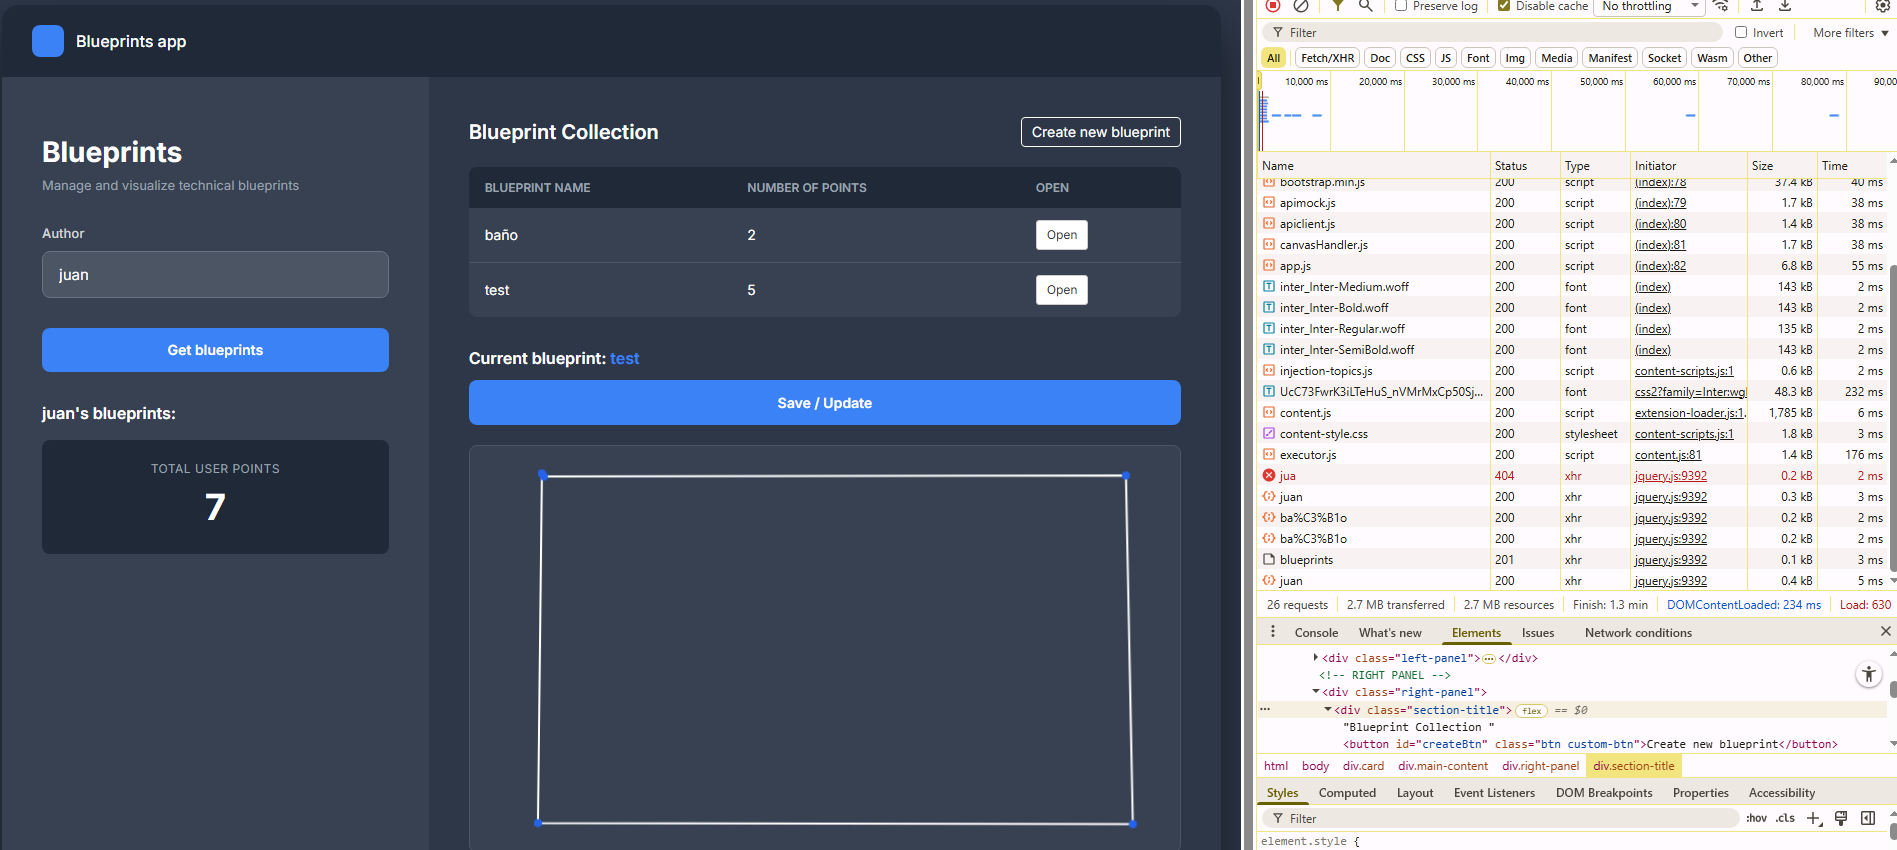 Blueprints app
Blueprints
Manage and visualize technical blueprints
Author
juan
Get blueprints
juan's blueprints:
TOTAL USER POINTS
7
Blueprint Collection
Create new blueprint
BLUEPRINT NAME NUMBER OF POINTS OPEN
baño 2 Open
test 5 Open
Current blueprint: test
Save / Update
Preserve log Disable cache No throttling
Filter Invert More filters
All Fetch/XHR Doc CSS JS Font Img Media Manifest Socket Wasm Other
10,000 ms 20,000 ms 30,000 ms 40,000 ms 50,000 ms 60,000 ms 70,000 ms 80,000 ms 90,00
Name Status Type Initiator Size Time
bootstrap.min.js 200 script (index):78 37.4 kB 40 ms
apimock.js 200 script (index):79 1.7 kB 38 ms
apiclient.js 200 script (index):80 1.4 kB 38 ms
canvasHandler.js 200 script (index):81 1.7 kB 38 ms
app.js 200 script (index):82 6.8 kB 55 ms
inter_Inter-Medium.woff 200 font (index) 143 kB 2 ms
inter_Inter-Bold.woff 200 font (index) 143 kB 2 ms
inter_Inter-Regular.woff 200 font (index) 135 kB 2 ms
inter_Inter-SemiBold.woff 200 font (index) 143 kB 2 ms
injection-topics.js 200 script content-scripts.js:1 0.6 kB 2 ms
UcC73FwrK3iLTeHuS_nVMrMxCp50Sj... 200 font css2?family=Inter:wg 48.3 kB 232 ms
content.js 200 script extension-loader.js:1. 1,785 kB 6 ms
content-style.css 200 stylesheet content-scripts.js:1 1.8 kB 3 ms
executor.js 200 script content.js:81 1.4 kB 176 ms
jua 404 xhr jquery.js:9392 0.2 kB 2 ms
juan 200 xhr jquery.js:9392 0.3 kB 3 ms
ba%C3%B1o 200 xhr jquery.js:9392 0.2 kB 2 ms
ba%C3%B1o 200 xhr jquery.js:9392 0.2 kB 2 ms
blueprints 201 xhr jquery.js:9392 0.1 kB 3 ms
juan 200 xhr jquery.js:9392 0.4 kB 5 ms
26 requests 2.7 MB transferred 2.7 MB resources Finish: 1.3 min DOMContentLoaded: 234 ms Load: 630
Console What's new Elements Issues Network conditions
<div class="left-panel">…</div>
<!-- RIGHT PANEL -->
<div class="right-panel">
… <div class="section-title"> flex == $0
"Blueprint Collection "
<button id="createBtn" class="btn custom-btn">Create new blueprint</button>
html body div.card div.main-content div.right-panel div.section-title
Styles Computed Layout Event Listeners DOM Breakpoints Properties Accessibility
Filter :hov .cls
element.style {